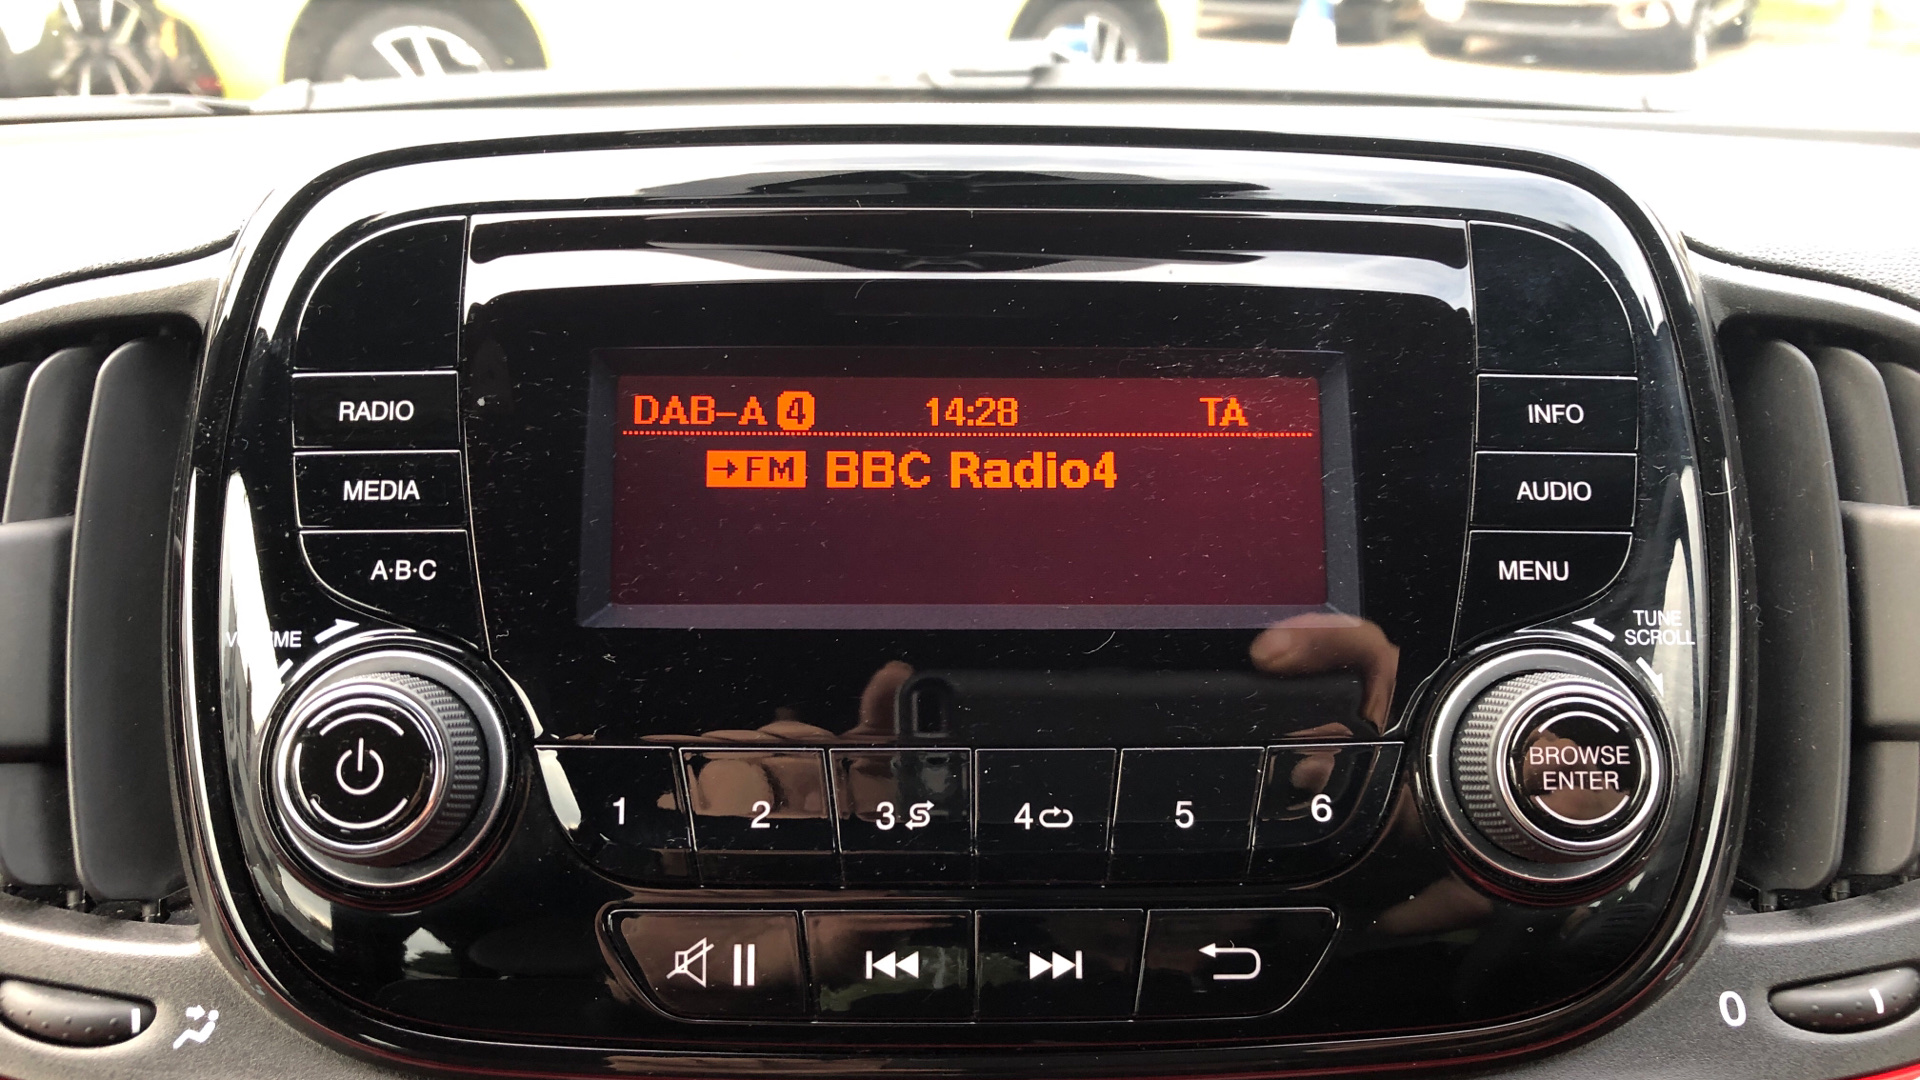 DAB-A 4 14:28 TA
→FM BBC Radio4
RADIO
MEDIA
A·B·C
INFO
AUDIO
MENU
TUNE
SCROLL
BROWSE
ENTER
1 2 3 4 5 6
0